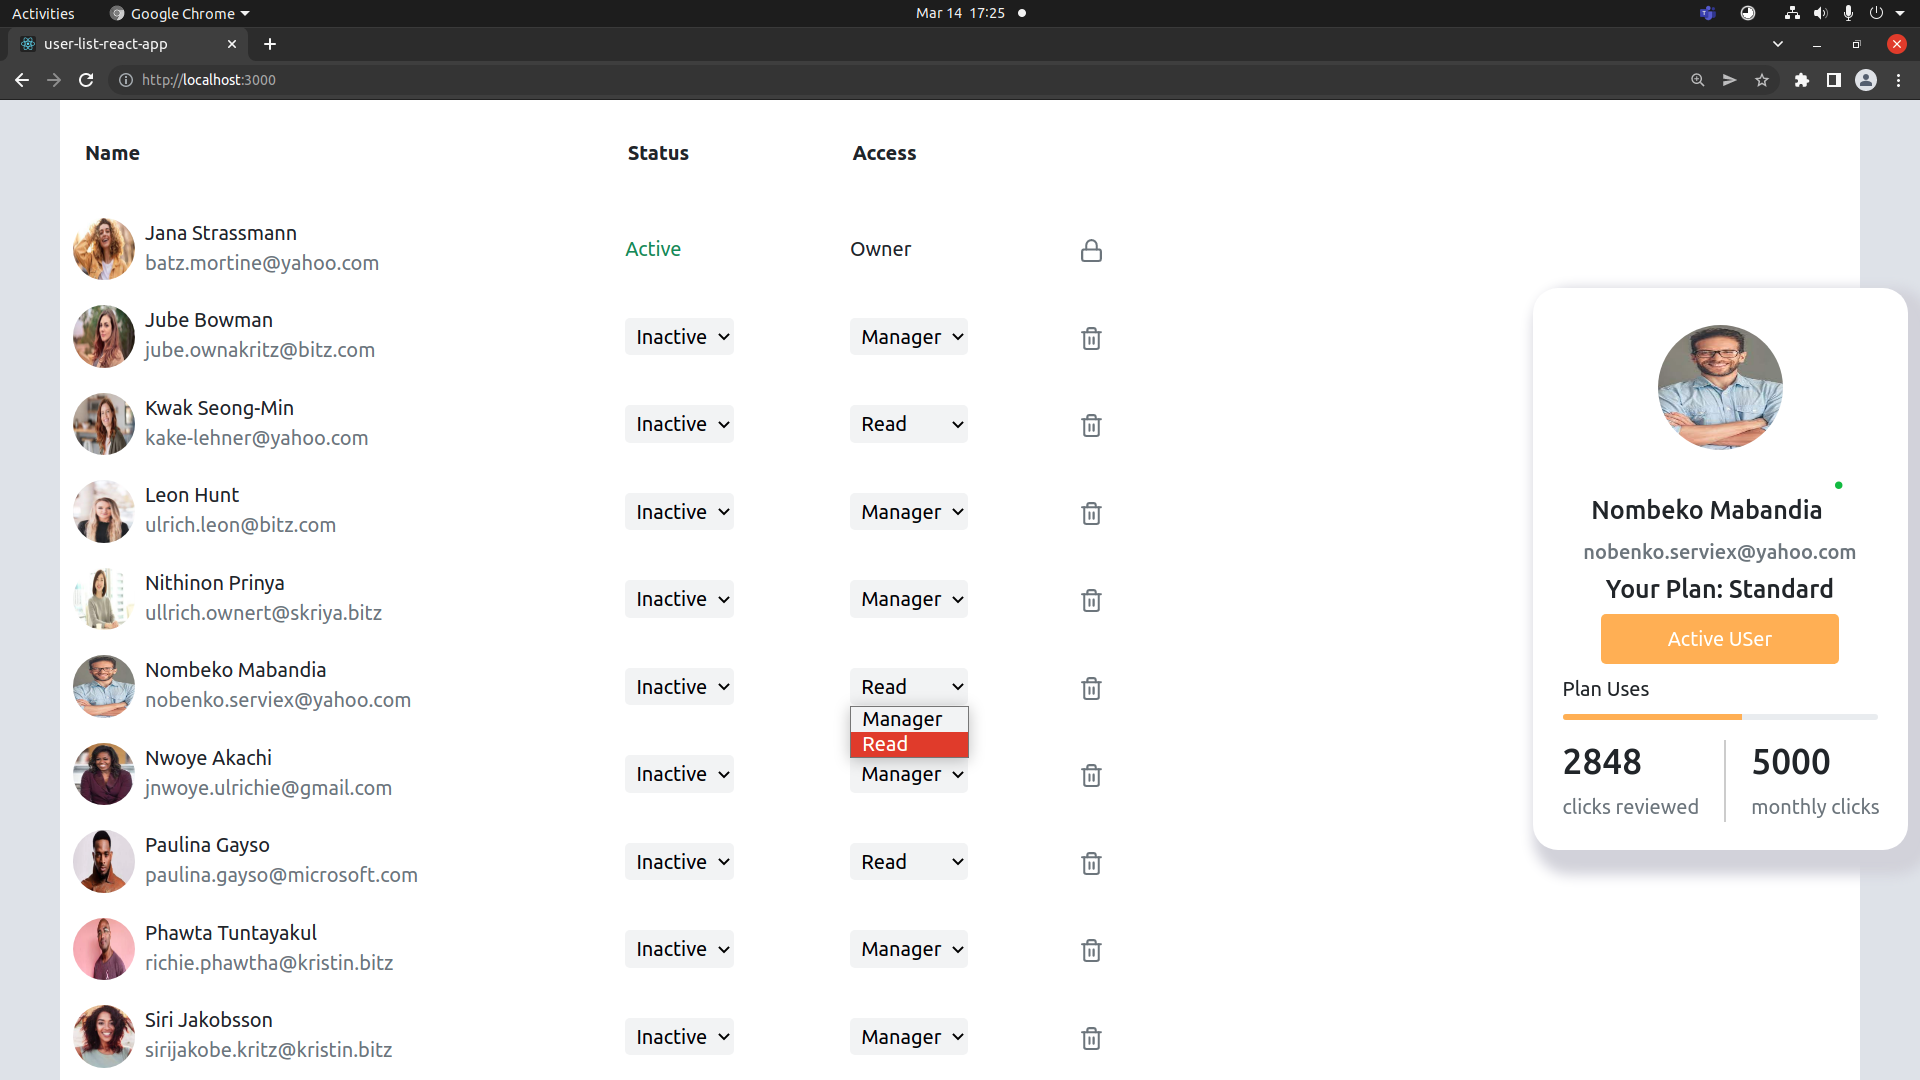 Activities
Google Chrome
Mar 14 17:25
user-list-react-app
http://localhost:3000
Name Status Access
Jana Strassmann
batz.mortine@yahoo.com
Active Owner
Jube Bowman
jube.ownakritz@bitz.com
Inactive Manager
Kwak Seong-Min
kake-lehner@yahoo.com
Inactive Read
Leon Hunt
ulrich.leon@bitz.com
Inactive Manager
Nithinon Prinya
ullrich.ownert@skriya.bitz
Inactive Manager
Nombeko Mabandia
nobenko.serviex@yahoo.com
Inactive Read
Manager
Read
Nwoye Akachi
jnwoye.ulrichie@gmail.com
Inactive Manager
Paulina Gayso
paulina.gayso@microsoft.com
Inactive Read
Phawta Tuntayakul
richie.phawtha@kristin.bitz
Inactive Manager
Siri Jakobsson
sirijakobe.kritz@kristin.bitz
Inactive Manager
Nombeko Mabandia
nobenko.serviex@yahoo.com
Your Plan: Standard
Active USer
Plan Uses
2848 5000
clicks reviewed monthly clicks